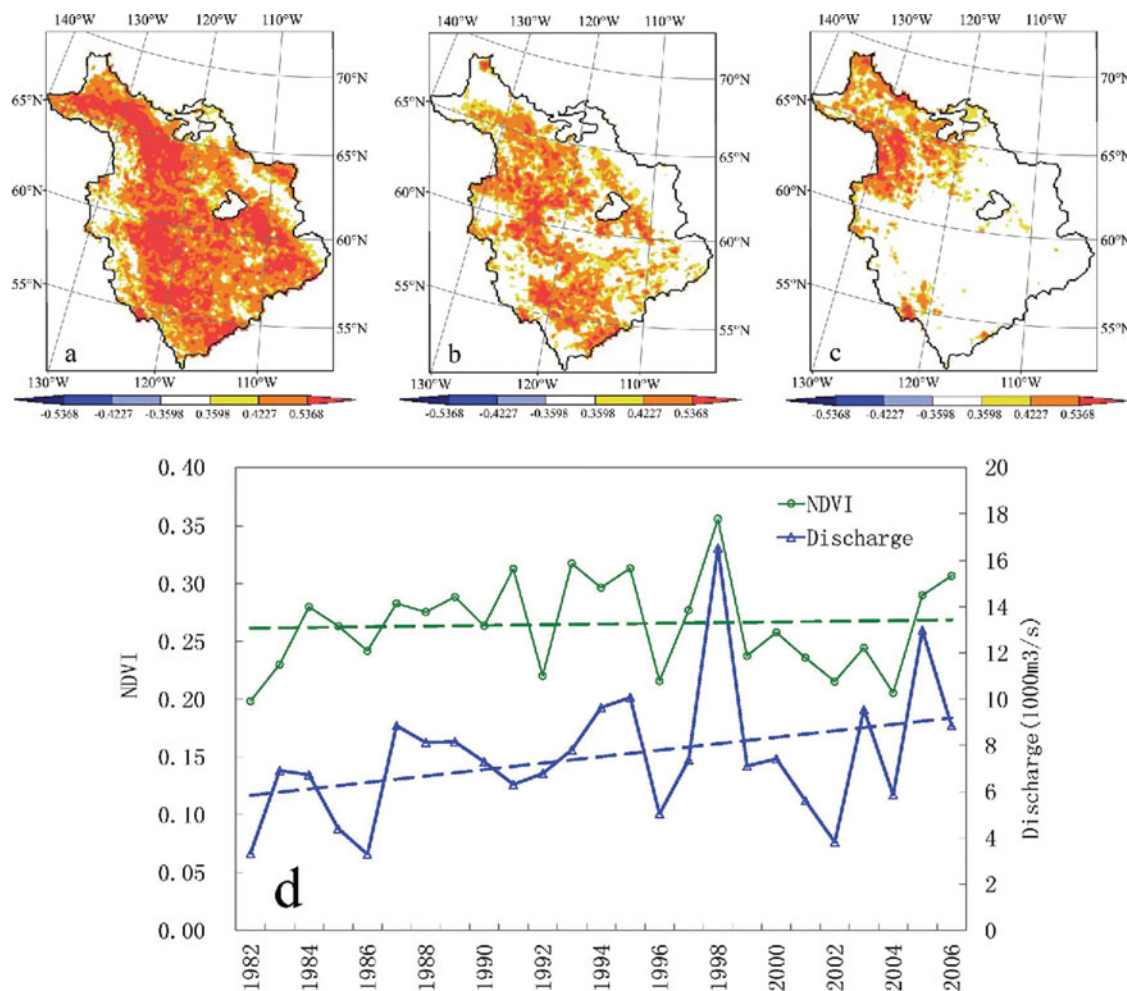 140°W 120°W 110°W
70°N
65°N
65°N
60°N
60°N
55°N
55°N
a
130°W 120°W 110°W
-0.5368 -0.4227 -0.3598 0.3598 0.4227 0.5368
140°W 120°W 110°W
70°N
65°N
65°N
60°N
60°N
55°N
55°N
b
130°W 120°W 110°W
-0.5368 -0.4227 -0.3598 0.3598 0.4227 0.5368
140°W 120°W 110°W
70°N
65°N
65°N
60°N
60°N
55°N
55°N
c
130°W 120°W 110°W
-0.5368 -0.4227 -0.3598 0.3598 0.4227 0.5368
NDVI
0.40
0.35
0.30
0.25
0.20
0.15
0.10
0.05
0.00
NDVI
Discharge
d
20
18
16
14
12
10
8
6
4
2
0
Discharge(1000m3/s)
1982 1984 1986 1988 1990 1992 1994 1996 1998 2000 2002 2004 2006